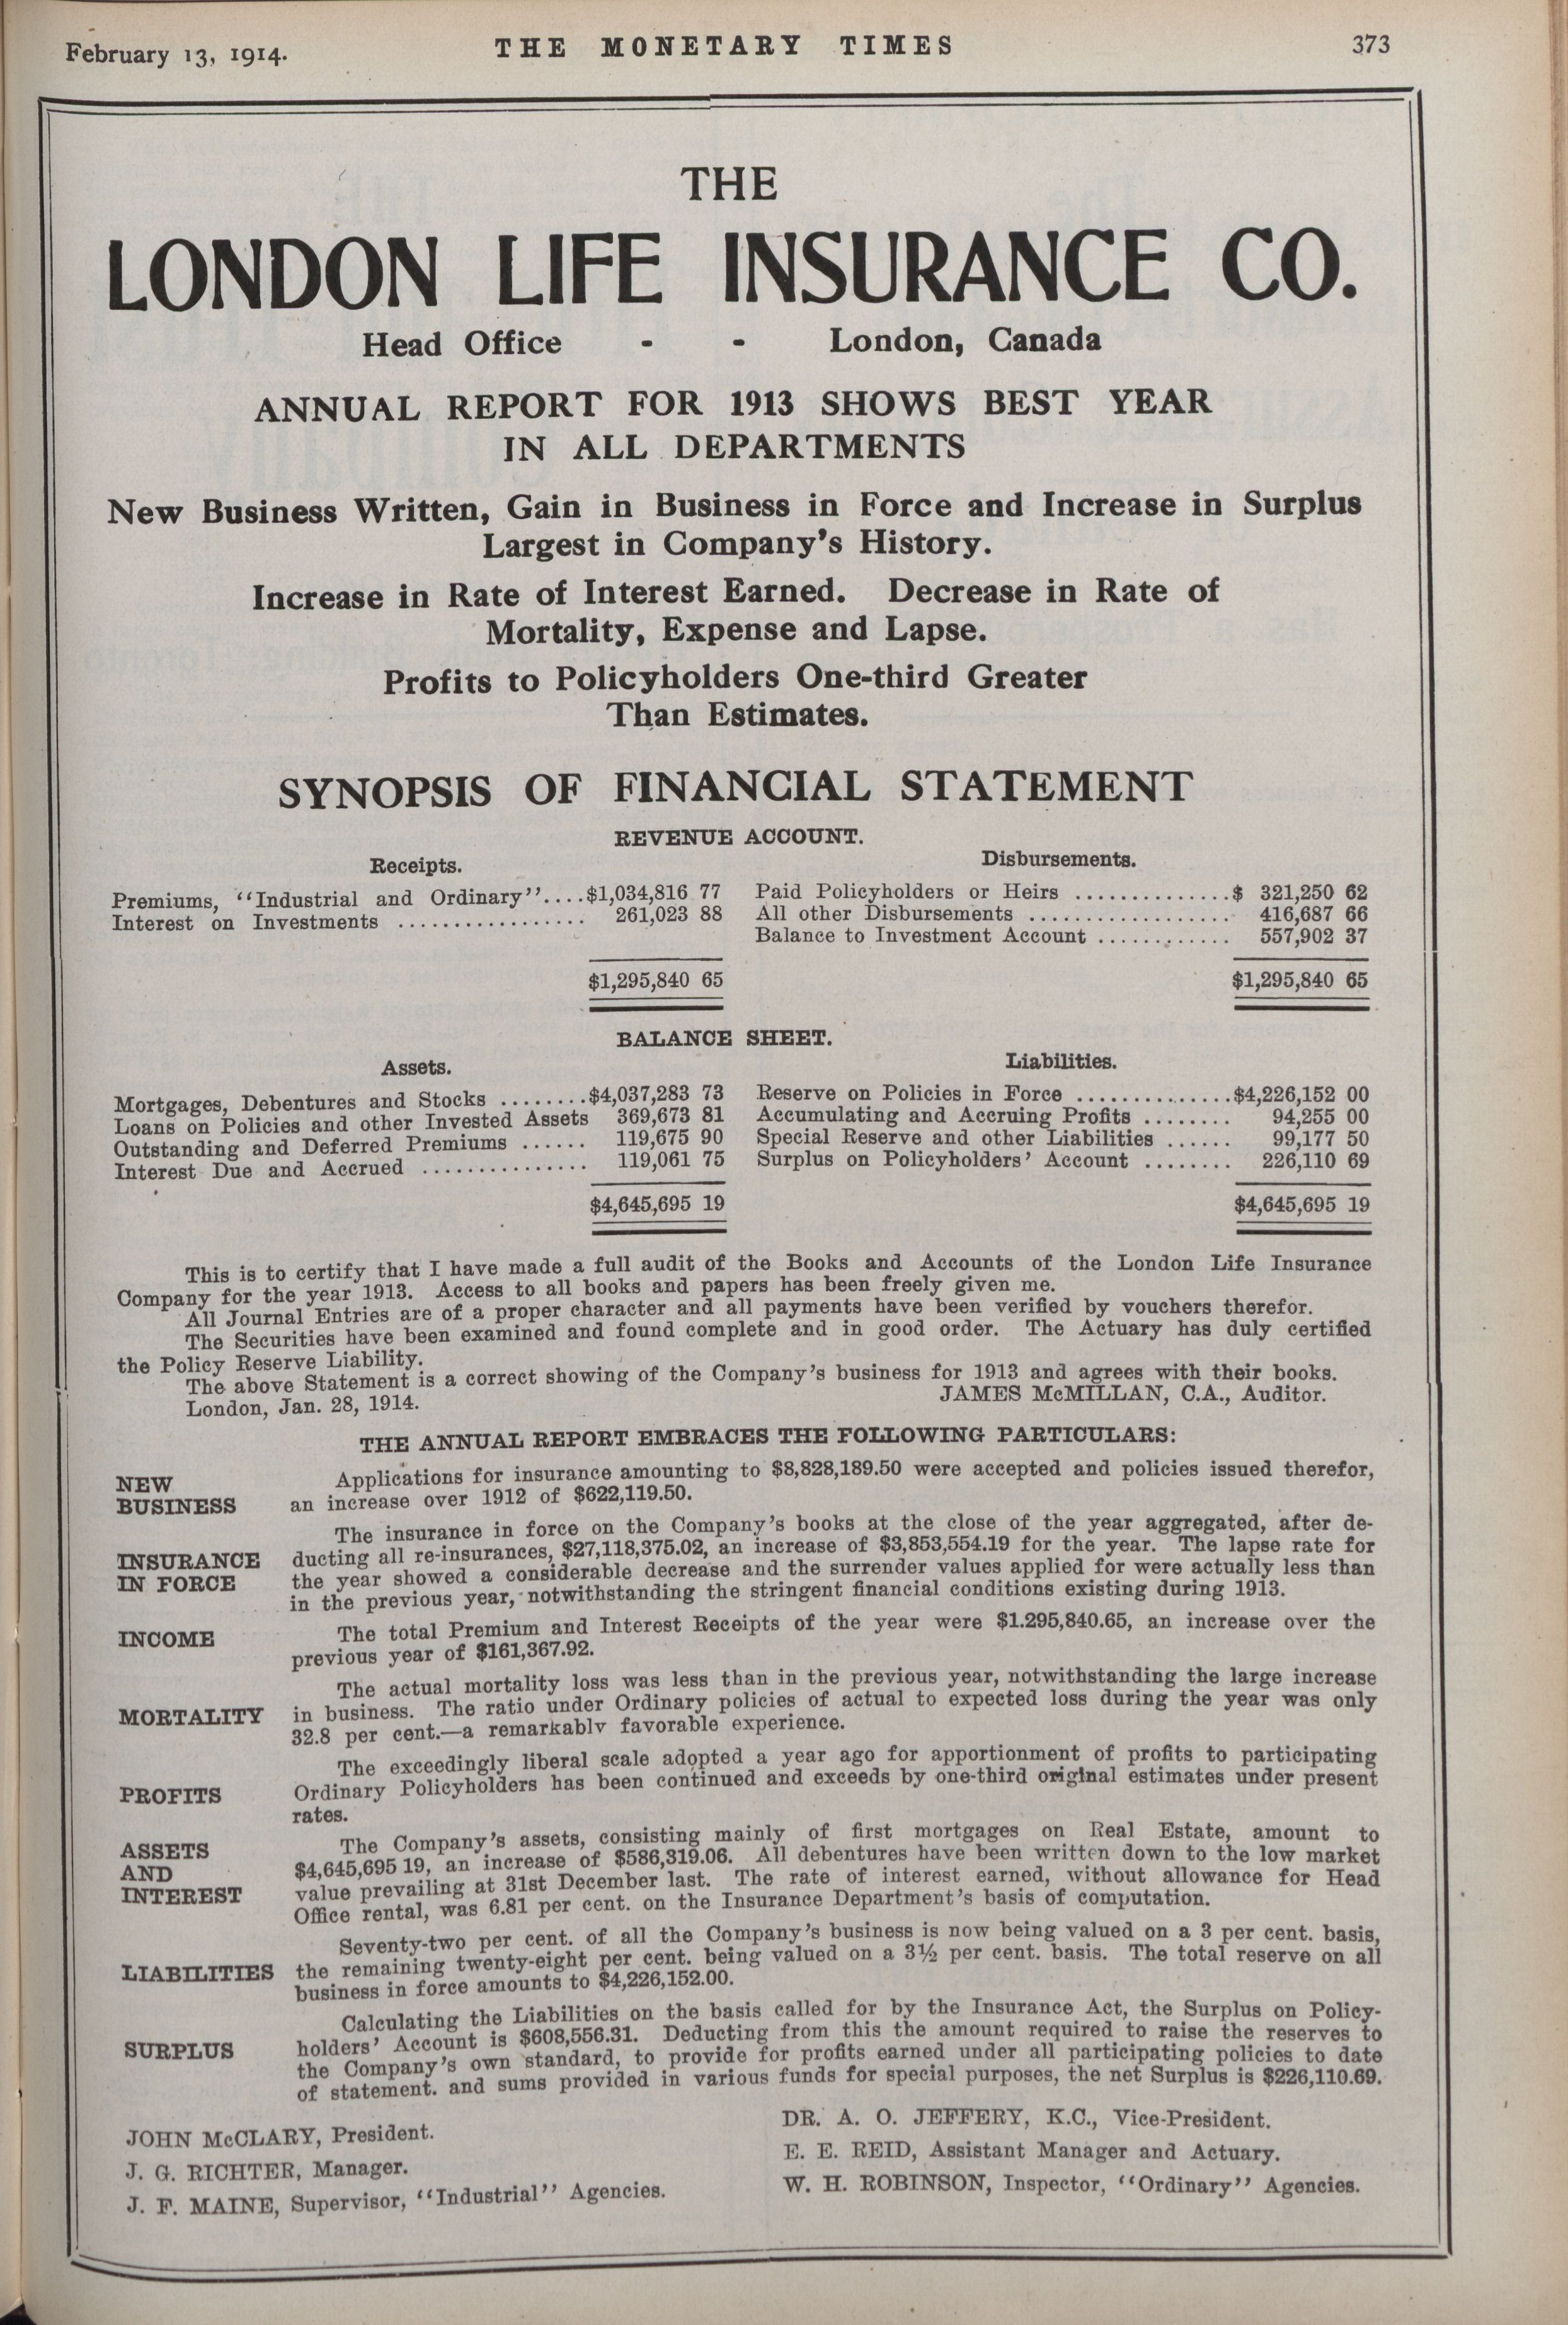 February 13, 1914.
THE MONETARY TIMES
373
THE
LONDON LIFE INSURANCE CO.
Head Office - - London, Canada
ANNUAL REPORT FOR 1913 SHOWS BEST YEAR
IN ALL DEPARTMENTS
New Business Written, Gain in Business in Force and Increase in Surplus
Largest in Company's History.
Increase in Rate of Interest Earned. Decrease in Rate of
Mortality, Expense and Lapse.
Profits to Policyholders One-third Greater
Than Estimates.
SYNOPSIS OF FINANCIAL STATEMENT
REVENUE ACCOUNT.
Receipts.
Premiums, "Industrial and Ordinary"....$1,034,816 77
Interest on Investments ................. 261,023 88
$1,295,840 65
Disbursements.
Paid Policyholders or Heirs ..............$ 321,250 62
All other Disbursements .................. 416,687 66
Balance to Investment Account ............ 557,902 37
$1,295,840 65
BALANCE SHEET.
Assets.
Mortgages, Debentures and Stocks ........$4,037,283 73
Loans on Policies and other Invested Assets 369,673 81
Outstanding and Deferred Premiums ...... 119,675 90
Interest Due and Accrued ............... 119,061 75
$4,645,695 19
Liabilities.
Reserve on Policies in Force ..............$4,226,152 00
Accumulating and Accruing Profits ........ 94,255 00
Special Reserve and other Liabilities ...... 99,177 50
Surplus on Policyholders' Account ........ 226,110 69
$4,645,695 19
This is to certify that I have made a full audit of the Books and Accounts of the London Life Insurance
Company for the year 1913. Access to all books and papers has been freely given me.
All Journal Entries are of a proper character and all payments have been verified by vouchers therefor.
The Securities have been examined and found complete and in good order. The Actuary has duly certified
the Policy Reserve Liability.
The above Statement is a correct showing of the Company's business for 1913 and agrees with their books.
London, Jan. 28, 1914. JAMES McMILLAN, C.A., Auditor.
THE ANNUAL REPORT EMBRACES THE FOLLOWING PARTICULARS:
NEW
BUSINESS
Applications for insurance amounting to $8,828,189.50 were accepted and policies issued therefor,
an increase over 1912 of $622,119.50.
INSURANCE
IN FORCE
The insurance in force on the Company's books at the close of the year aggregated, after de-
ducting all re-insurances, $27,118,375.02, an increase of $3,853,554.19 for the year. The lapse rate for
the year showed a considerable decrease and the surrender values applied for were actually less than
in the previous year, notwithstanding the stringent financial conditions existing during 1913.
INCOME
The total Premium and Interest Receipts of the year were $1.295,840.65, an increase over the
previous year of $161,367.92.
MORTALITY
The actual mortality loss was less than in the previous year, notwithstanding the large increase
in business. The ratio under Ordinary policies of actual to expected loss during the year was only
32.8 per cent.—a remarkably favorable experience.
PROFITS
The exceedingly liberal scale adopted a year ago for apportionment of profits to participating
Ordinary Policyholders has been continued and exceeds by one-third original estimates under present
rates.
ASSETS
AND
INTEREST
The Company's assets, consisting mainly of first mortgages on Real Estate, amount to
$4,645,695 19, an increase of $586,319.06. All debentures have been written down to the low market
value prevailing at 31st December last. The rate of interest earned, without allowance for Head
Office rental, was 6.81 per cent. on the Insurance Department's basis of computation.
LIABILITIES
Seventy-two per cent. of all the Company's business is now being valued on a 3 per cent. basis,
the remaining twenty-eight per cent. being valued on a 3½ per cent. basis. The total reserve on all
business in force amounts to $4,226,152.00.
SURPLUS
Calculating the Liabilities on the basis called for by the Insurance Act, the Surplus on Policy-
holders' Account is $608,556.31. Deducting from this the amount required to raise the reserves to
the Company's own standard, to provide for profits earned under all participating policies to date
of statement. and sums provided in various funds for special purposes, the net Surplus is $226,110.69.
JOHN McCLARY, President.
J. G. RICHTER, Manager.
J. F. MAINE, Supervisor, "Industrial" Agencies.
DR. A. O. JEFFERY, K.C., Vice-President.
E. E. REID, Assistant Manager and Actuary.
W. H. ROBINSON, Inspector, "Ordinary" Agencies.